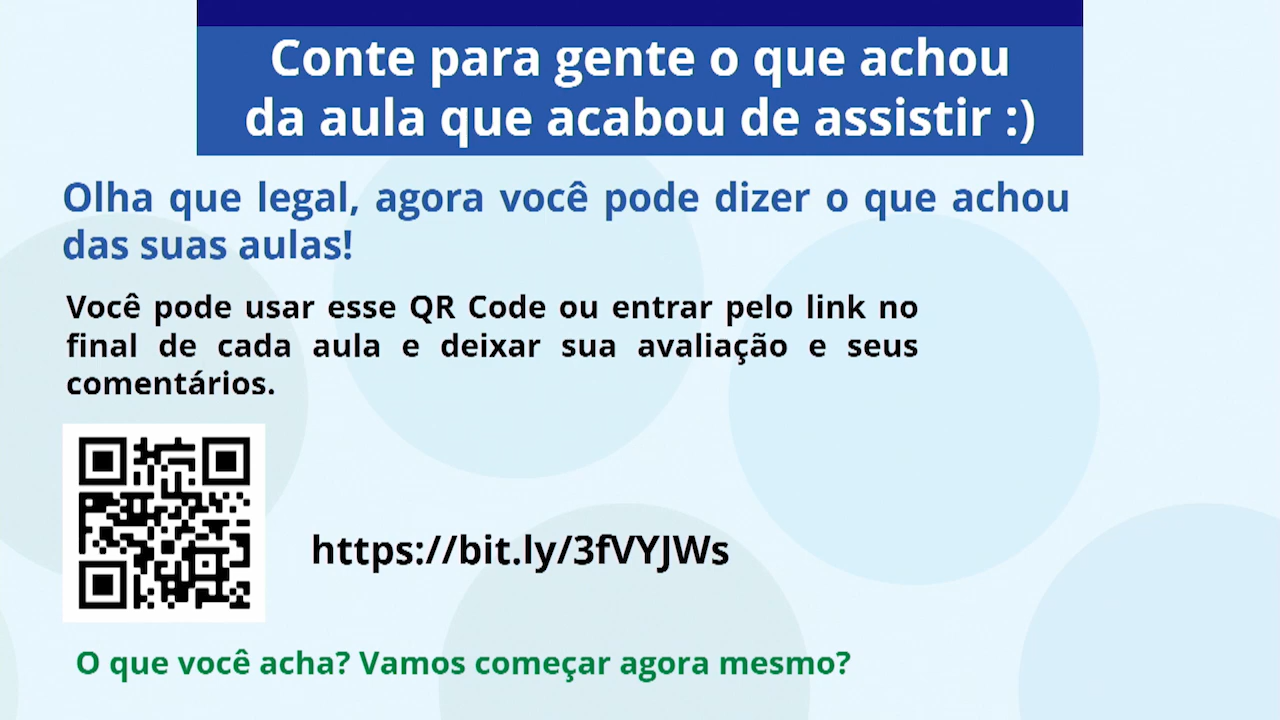 Conte para gente o que achou
da aula que acabou de assistir :)
Olha que legal, agora você pode dizer o que achou
das suas aulas!
Você pode usar esse QR Code ou entrar pelo link no
final de cada aula e deixar sua avaliação e seus
comentários.
https://bit.ly/3fVYJWs
O que você acha? Vamos começar agora mesmo?